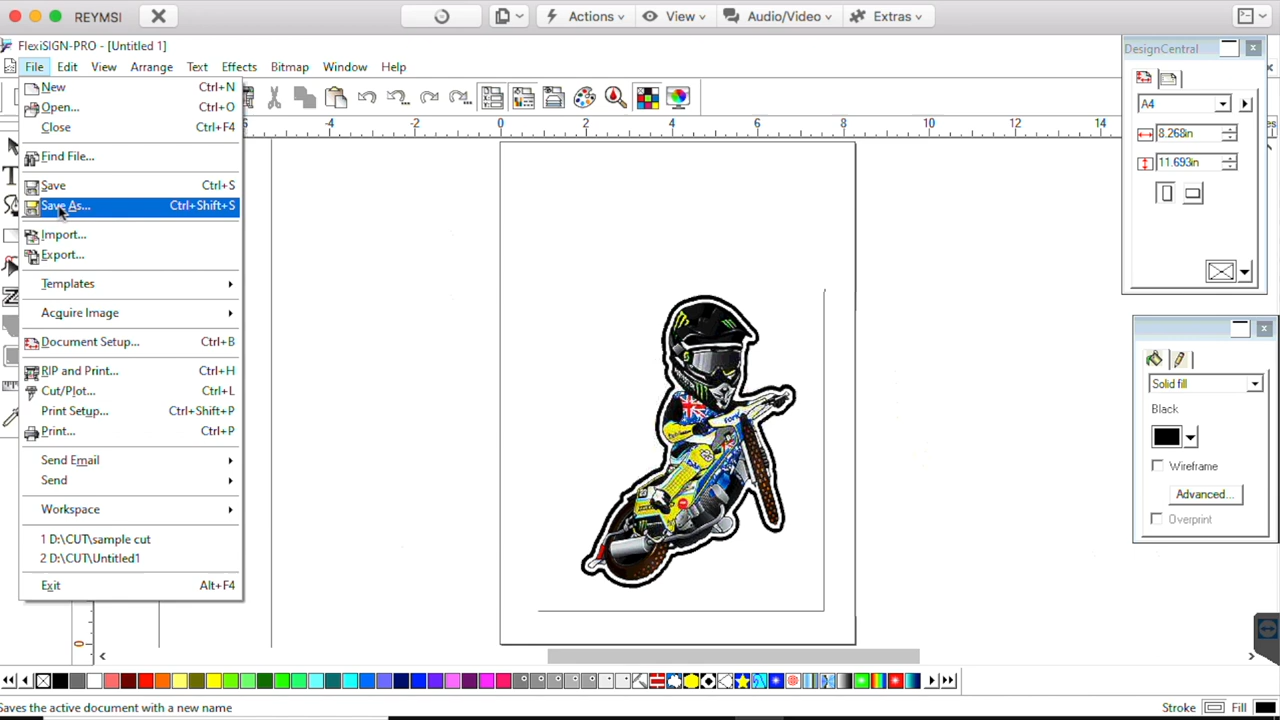 REYMSI
Actions
View
Audio/Video
Extras
FlexiSIGN-PRO - [Untitled 1]
File Edit View Arrange Text Effects Bitmap Window Help
New Ctrl+N
Open... Ctrl+O
Close Ctrl+F4
Find File...
Save Ctrl+S
Save As... Ctrl+Shift+S
Import...
Export...
Templates
Acquire Image
Document Setup... Ctrl+B
RIP and Print... Ctrl+H
Cut/Plot... Ctrl+L
Print Setup... Ctrl+Shift+P
Print... Ctrl+P
Send Email
Send
Workspace
1 D:\CUT\sample cut
2 D:\CUT\Untitled1
Exit Alt+F4
6 4 2 0 2 4 6 8 10 12 14
DesignCentral
A4
8.268in
11.693in
Solid fill
Black
Wireframe
Advanced...
Overprint
0
Saves the active document with a new name
Stroke Fill